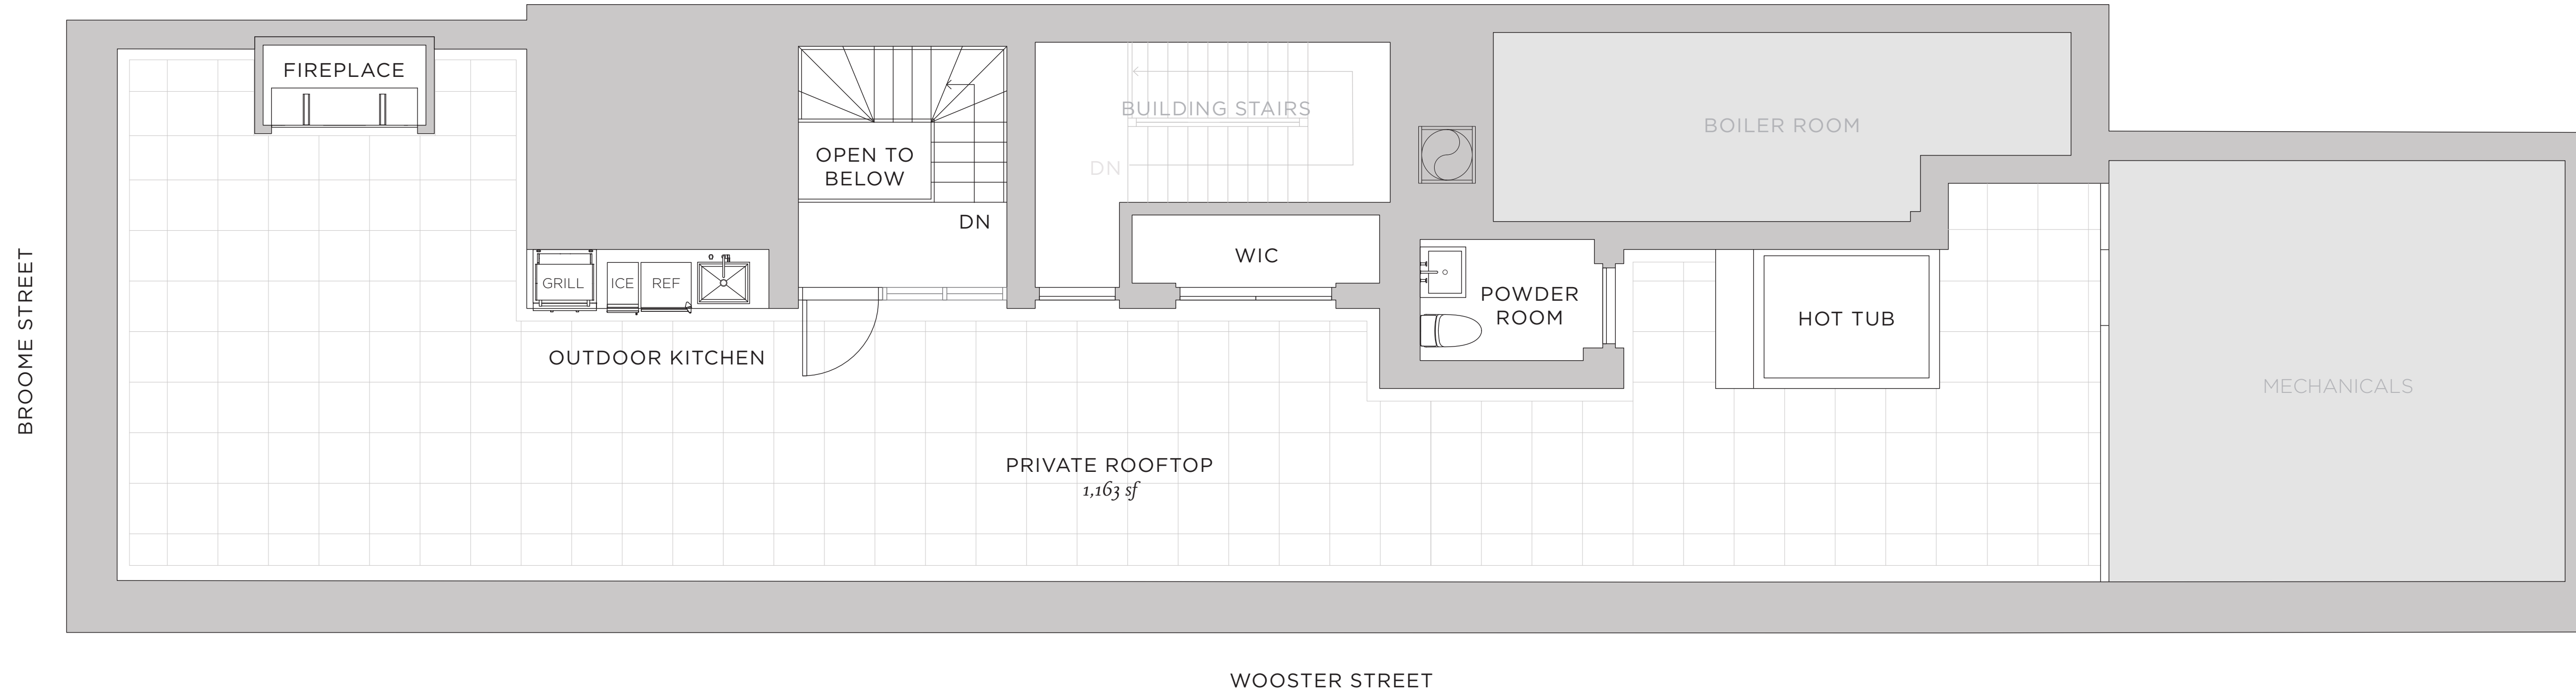 FIREPLACE
OPEN TO
BELOW
DN
BUILDING STAIRS
DN
BOILER ROOM
WIC
GRILL
ICE
REF
POWDER
ROOM
HOT TUB
OUTDOOR KITCHEN
MECHANICALS
PRIVATE ROOFTOP
1,163 sf
BROOME STREET
WOOSTER STREET